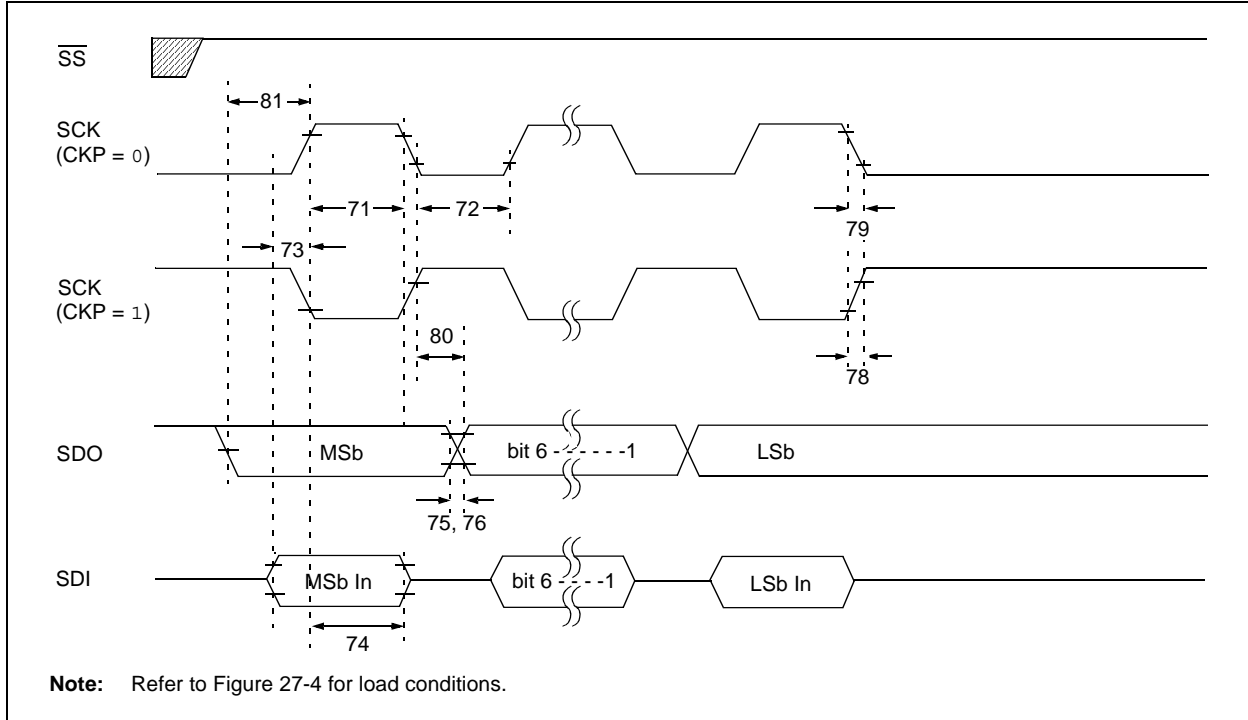 SS
81
SCK
(CKP = 0)
71
72
79
73
SCK
(CKP = 1)
80
78
SDO
MSb
bit 6 - - - - - -1
LSb
75, 76
SDI
MSb In
bit 6 - - - - -1
LSb In
74
Note: Refer to Figure 27-4 for load conditions.